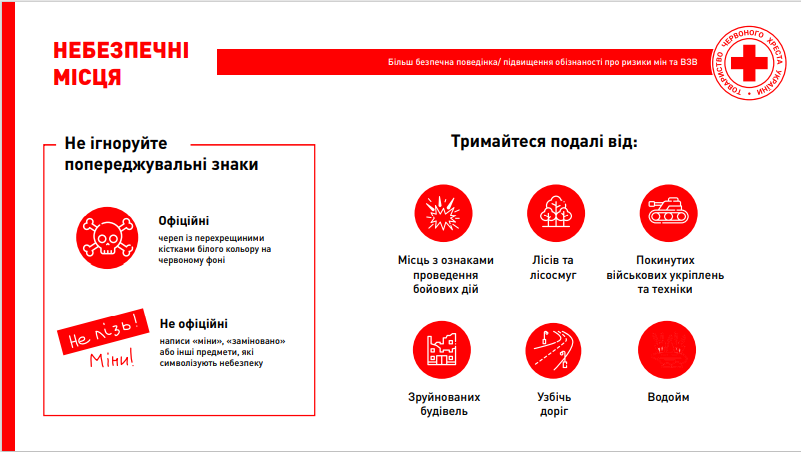 НЕБЕЗПЕЧНІ
МІСЦЯ
Більш безпечна поведінка/ підвищення обізнаності про ризики мін та ВЗВ
ТОВАРИСТВО ЧЕРВОНОГО ХРЕСТА УКРАЇНИ
Не ігноруйте
попереджувальні знаки
Офіційні
череп із перехрещиними
кістками білого кольору на
червоному фоні
Не лізь!
Міни!
Не офіційні
написи «міни», «заміновано»
або інші предмети, які
символізують небезпеку
Тримайтеся подалі від:
Місць з ознаками
проведення
бойових дій
Лісів та
лісосмуг
Покинутих
військових укріплень
та техніки
Зруйнованих
будівель
Узбічь
доріг
Водойм